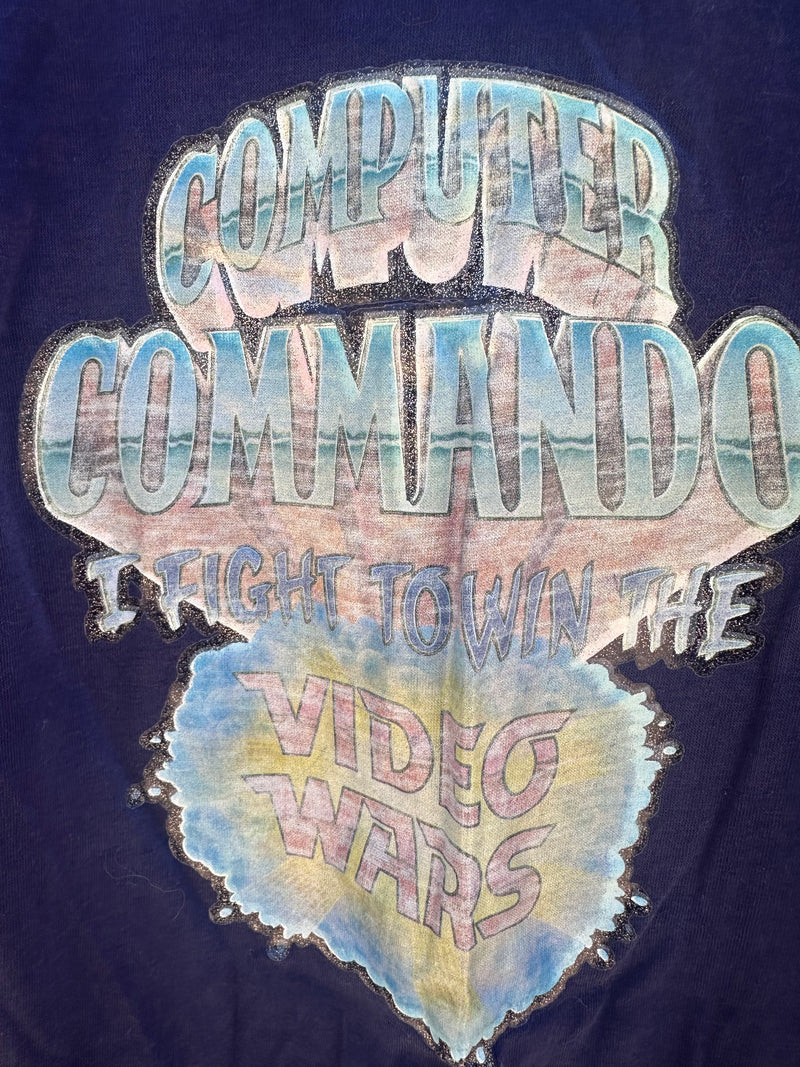 COMPUTER
COMMANDO
I FIGHT TO WIN THE
VIDEO
WARS